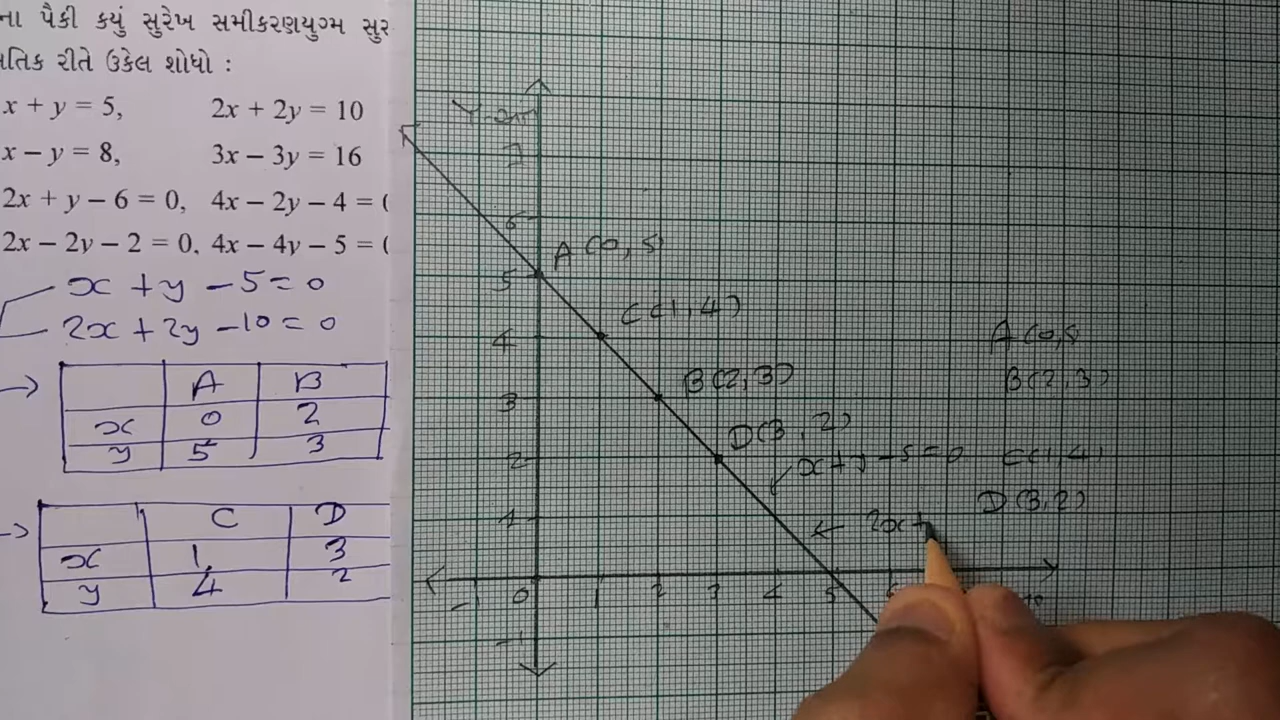 ના પૈકી કયું સુરેખ સમીકરણયુગ્મ સુર
રીતે ઉકેલ શોધો :
x + y = 5, 2x + 2y = 10
x – y = 8, 3x – 3y = 16
2x + y – 6 = 0, 4x – 2y – 4 =
2x – 2y – 2 = 0, 4x – 4y – 5 =
x + y – 5 = 0
2x + 2y – 10 = 0
A B
x 0 2
y 5 3
C D
x 1 3
y 4 2
7
6
A (0, 5)
5
C(1, 4)
4
B(2, 3)
3
D(3, 2)
2
x + y – 5 = 0
1
2x +
-1 0 1 2 3 4 5 6 10
-1
A (0, 5
B(2, 3)
C(1, 4)
D(3, 2)